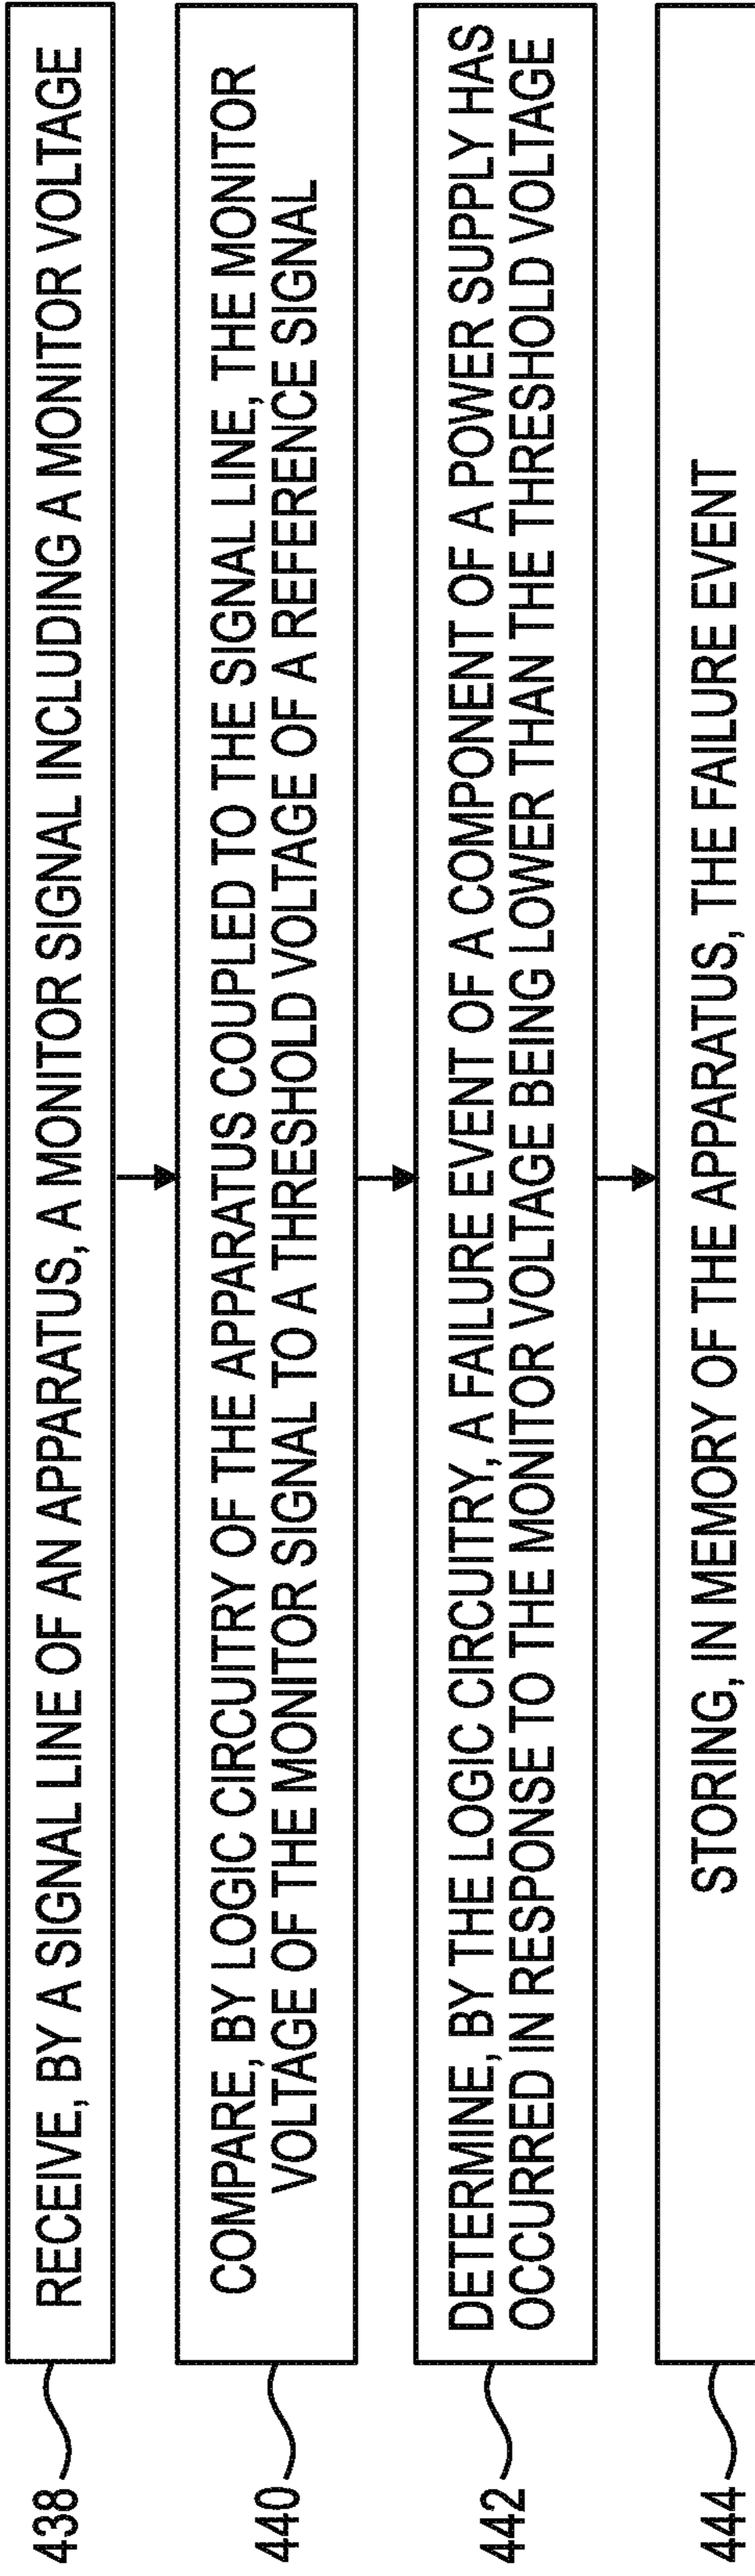 438
RECEIVE, BY A SIGNAL LINE OF AN APPARATUS, A MONITOR SIGNAL INCLUDING A MONITOR VOLTAGE
440
COMPARE, BY LOGIC CIRCUITRY OF THE APPARATUS COUPLED TO THE SIGNAL LINE, THE MONITOR
VOLTAGE OF THE MONITOR SIGNAL TO A THRESHOLD VOLTAGE OF A REFERENCE SIGNAL
442
DETERMINE, BY THE LOGIC CIRCUITRY, A FAILURE EVENT OF A COMPONENT OF A POWER SUPPLY HAS
OCCURRED IN RESPONSE TO THE MONITOR VOLTAGE BEING LOWER THAN THE THRESHOLD VOLTAGE
444
STORING, IN MEMORY OF THE APPARATUS, THE FAILURE EVENT